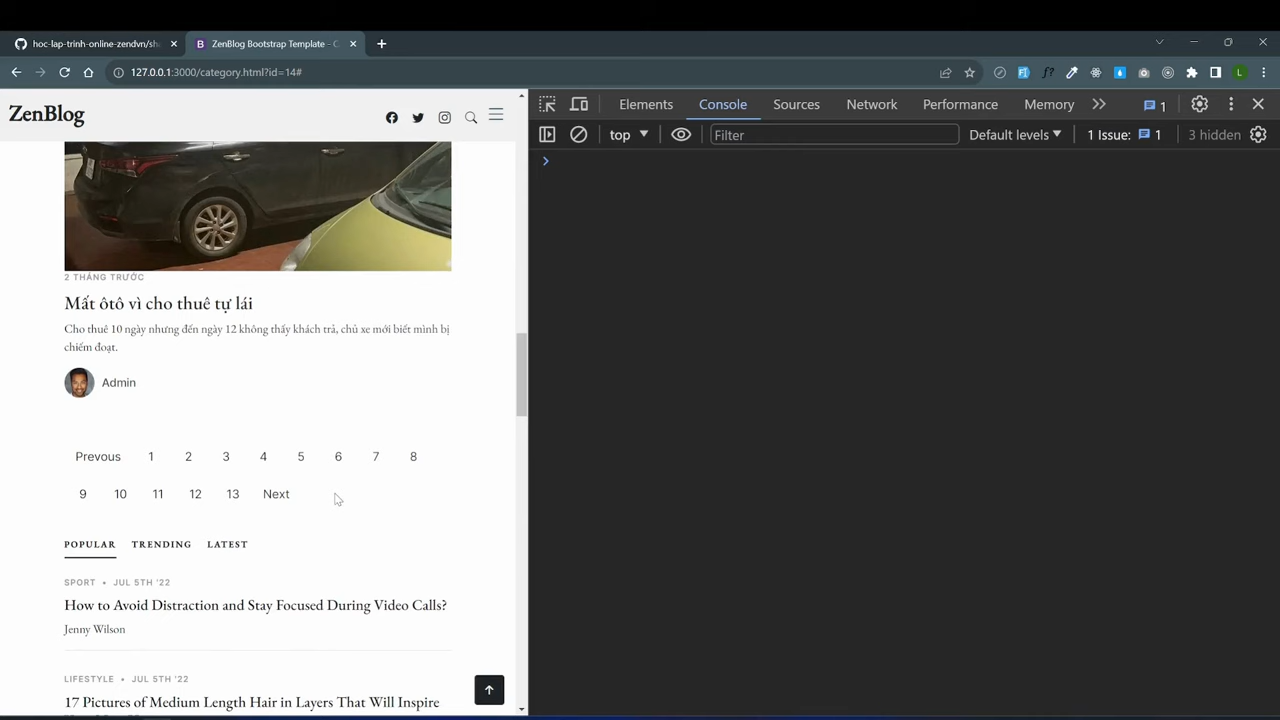 hoc-lap-trinh-online-zendvn/sh
ZenBlog Bootstrap Template - C
127.0.0.1:3000/category.html?id=14#
ZenBlog
2 THÁNG TRƯỚC
Mất ôtô vì cho thuê tự lái
Cho thuê 10 ngày nhưng đến ngày 12 không thấy khách trả, chủ xe mới biết mình bị
chiếm đoạt.
Admin
Prevous 1 2 3 4 5 6 7 8
9 10 11 12 13 Next
POPULAR TRENDING LATEST
SPORT • JUL 5TH '22
How to Avoid Distraction and Stay Focused During Video Calls?
Jenny Wilson
LIFESTYLE • JUL 5TH '22
17 Pictures of Medium Length Hair in Layers That Will Inspire
Elements Console Sources Network Performance Memory 1
top Filter Default levels 1 Issue: 1 3 hidden